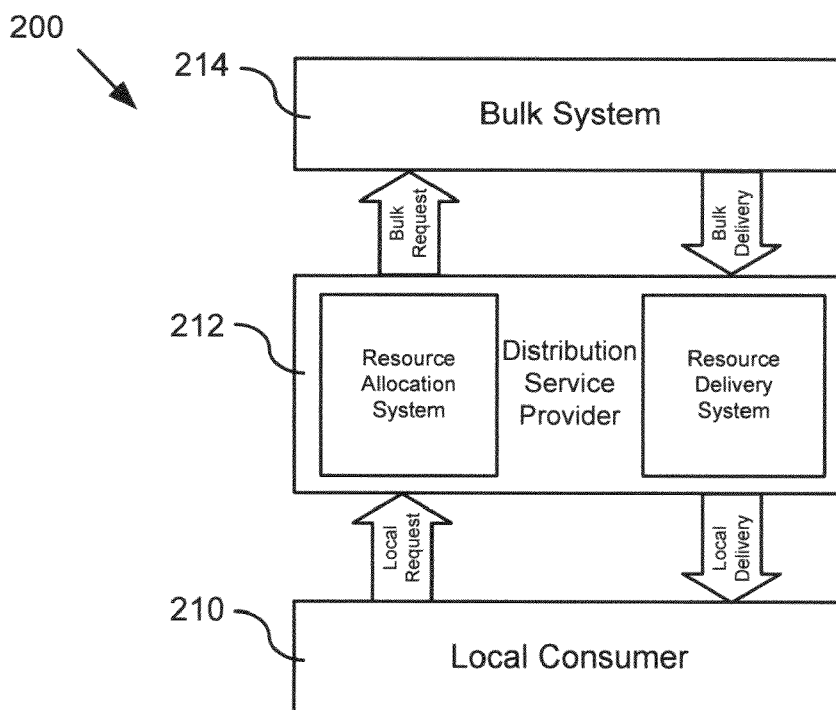 200
214
Bulk System
Bulk
Request
Bulk
Delivery
212
Resource
Allocation
System
Distribution
Service
Provider
Resource
Delivery
System
Local
Request
Local
Delivery
210
Local Consumer